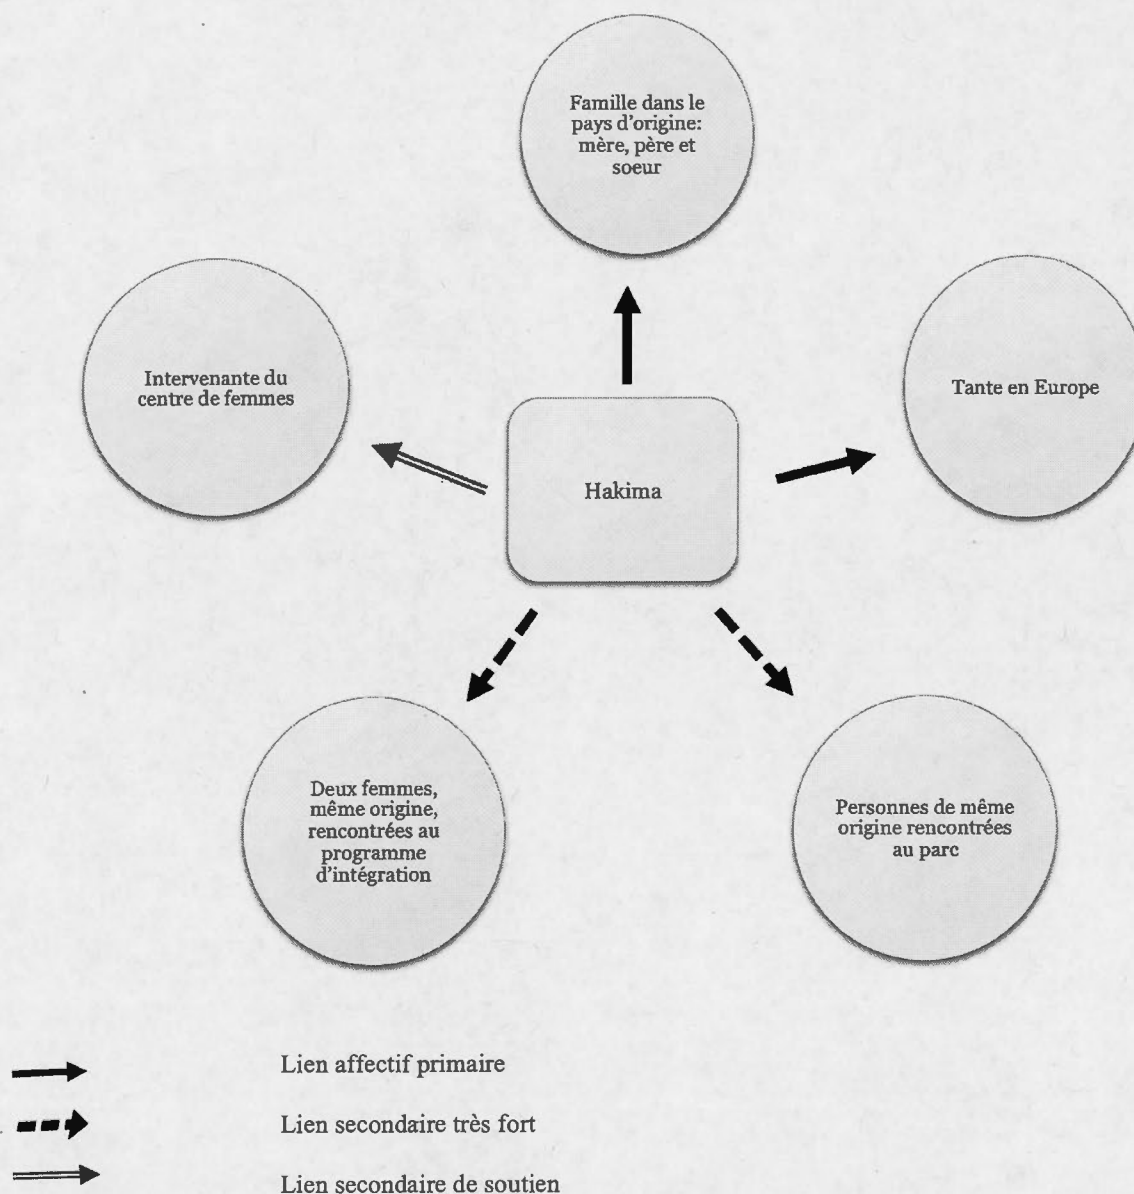 Famille dans le
pays d'origine:
mère, père et
soeur
Intervenante du
centre de femmes
Tante en Europe
Hakima
Deux femmes,
même origine,
rencontrées au
programme
d'intégration
Personnes de même
origine rencontrées
au parc
Lien affectif primaire
Lien secondaire très fort
Lien secondaire de soutien